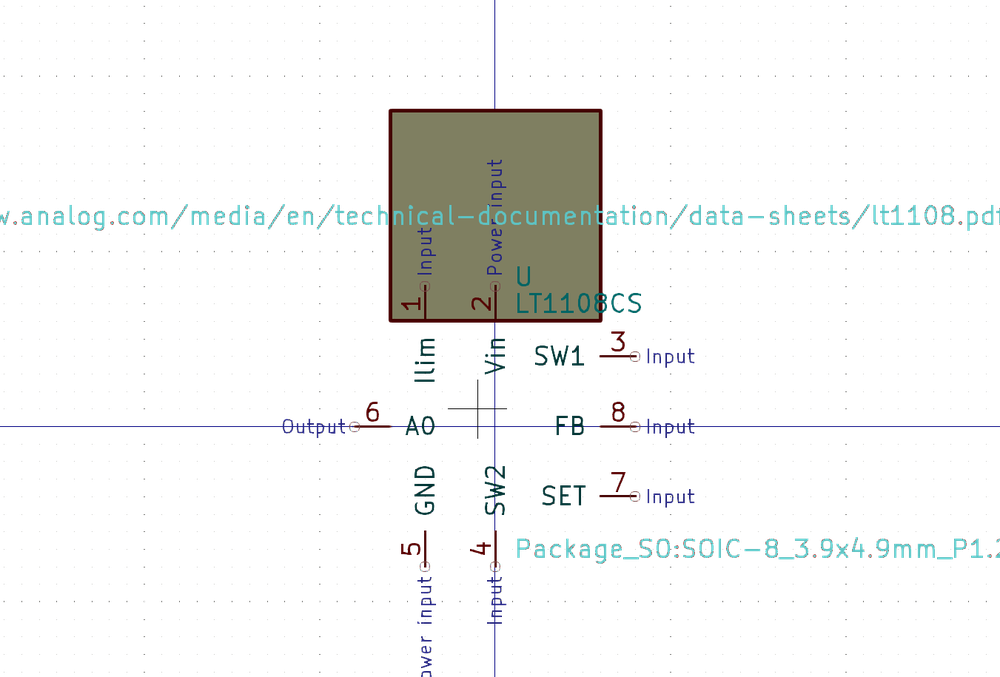 w.analog.com/media/en/technical-documentation/data-sheets/lt1108.pdf
Input
Power input
U
1
2
LT1108CS
Ilim
Vin
SW1
3
Input
Output
6
A0
FB
8
Input
GND
SW2
SET
7
Input
5
4
Package_SO:SOIC-8_3.9x4.9mm_P1.2
ower input
Input